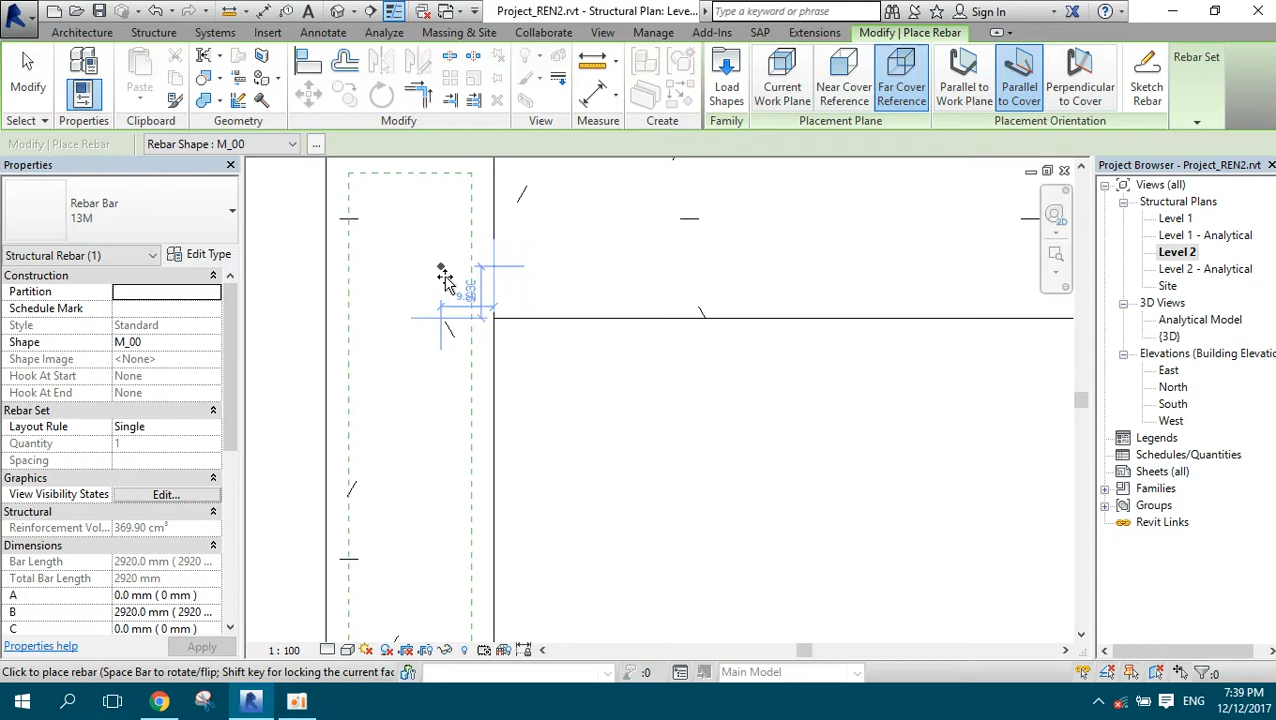 Project_REN2.rvt - Structural Plan: Leve...
Type a keyword or phrase
Sign In
Architecture Structure Systems Insert Annotate Analyze Massing & Site Collaborate View Manage Add-Ins SAP Extensions Modify | Place Rebar
Modify
Paste
Load Shapes
Current Work Plane
Near Cover Reference
Far Cover Reference
Parallel to Work Plane
Parallel to Cover
Perpendicular to Cover
Sketch Rebar
Rebar Set
Select Properties Clipboard Geometry Modify View Measure Create Family Placement Plane Placement Orientation
Modify | Place Rebar
Rebar Shape : M_00
...
Properties
Rebar Bar
13M
Structural Rebar (1)
Edit Type
Construction
Partition
Schedule Mark
Style Standard
Shape M_00
Shape Image <None>
Hook At Start None
Hook At End None
Rebar Set
Layout Rule Single
Quantity 1
Spacing
Graphics
View Visibility States Edit...
Structural
Reinforcement Vol... 369.90 cm³
Dimensions
Bar Length 2920.0 mm ( 2920 ...
Total Bar Length 2920 mm
A 0.0 mm ( 0 mm )
B 2920.0 mm ( 2920 ...
C 0.0 mm ( 0 mm )
Properties help
Apply
2D
Project Browser - Project_REN2.rvt
Views (all)
Structural Plans
Level 1
Level 1 - Analytical
Level 2
Level 2 - Analytical
Site
3D Views
Analytical Model
{3D}
Elevations (Building Elevatio
East
North
South
West
Legends
Schedules/Quantities
Sheets (all)
Families
Groups
Revit Links
1 : 100
Click to place rebar (Space Bar to rotate/flip; Shift key for locking the current fac
:0
Main Model
:0
ENG
7:39 PM
12/12/2017